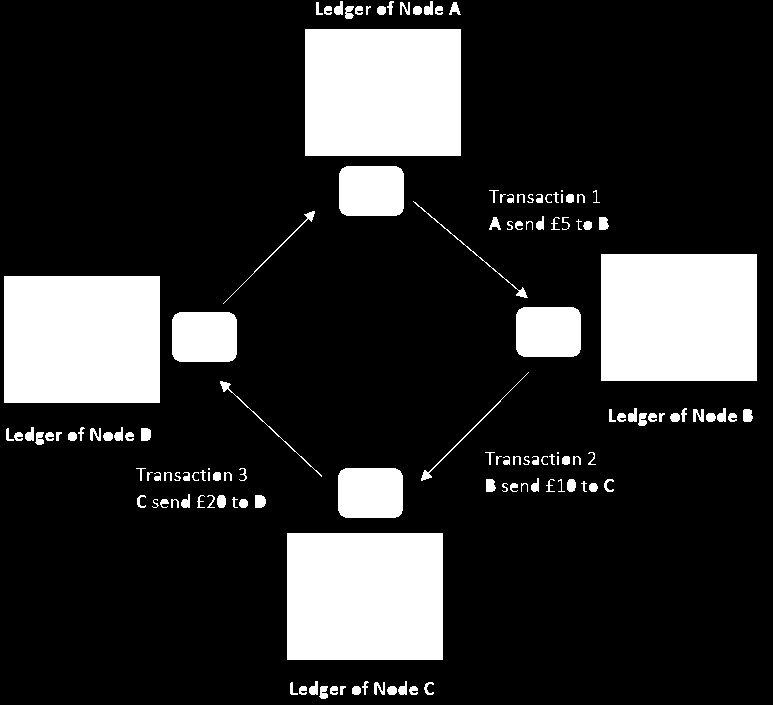 Ledger of Node A
Transaction 1
A send £5 to B
Ledger of Node B
Ledger of Node D
Transaction 2
B send £10 to C
Transaction 3
C send £20 to D
Ledger of Node C